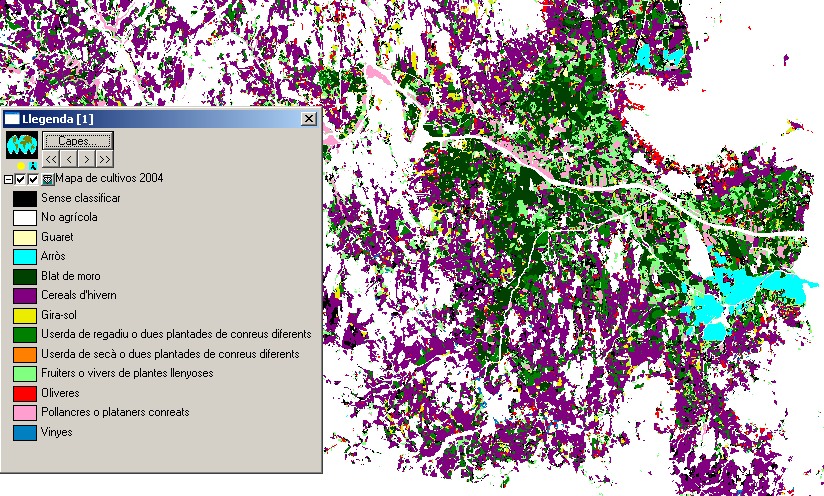 Llegenda [1]
Capes...
<< < > >>
Mapa de cultivos 2004
Sense classificar
No agrícola
Guaret
Arròs
Blat de moro
Cereals d'hivern
Gira-sol
Userda de regadiu o dues plantades de conreus diferents
Userda de secà o dues plantades de conreus diferents
Fruiters o vivers de plantes llenyoses
Oliveres
Pollancres o plataners conreats
Vinyes